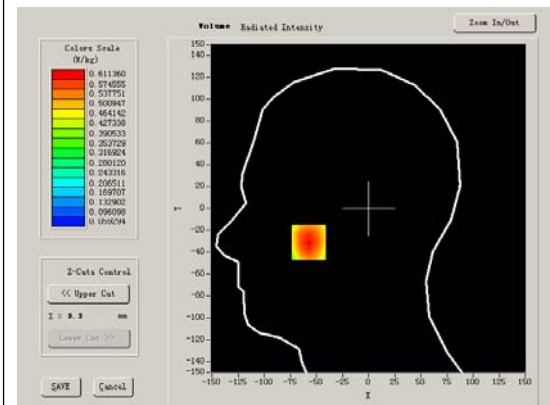 Volume Radiated Intensity
Zoom In/Out
Colors Scale
(W/kg)
0.611360
0.574555
0.537751
0.500947
0.464142
0.427338
0.390533
0.353729
0.316924
0.280120
0.243316
0.206511
0.169707
0.132902
0.096098
0.059294
Z-Cuts Control
<< Upper Cut
mm
Lower Cut >>
SAVE
Cancel
150
140
120
100
80
60
40
20
0
-20
-40
-60
-80
-100
-120
-140
-150
Y
-150 -125 -100 -75 -50 -25 0 25 50 75 100 125 150
X